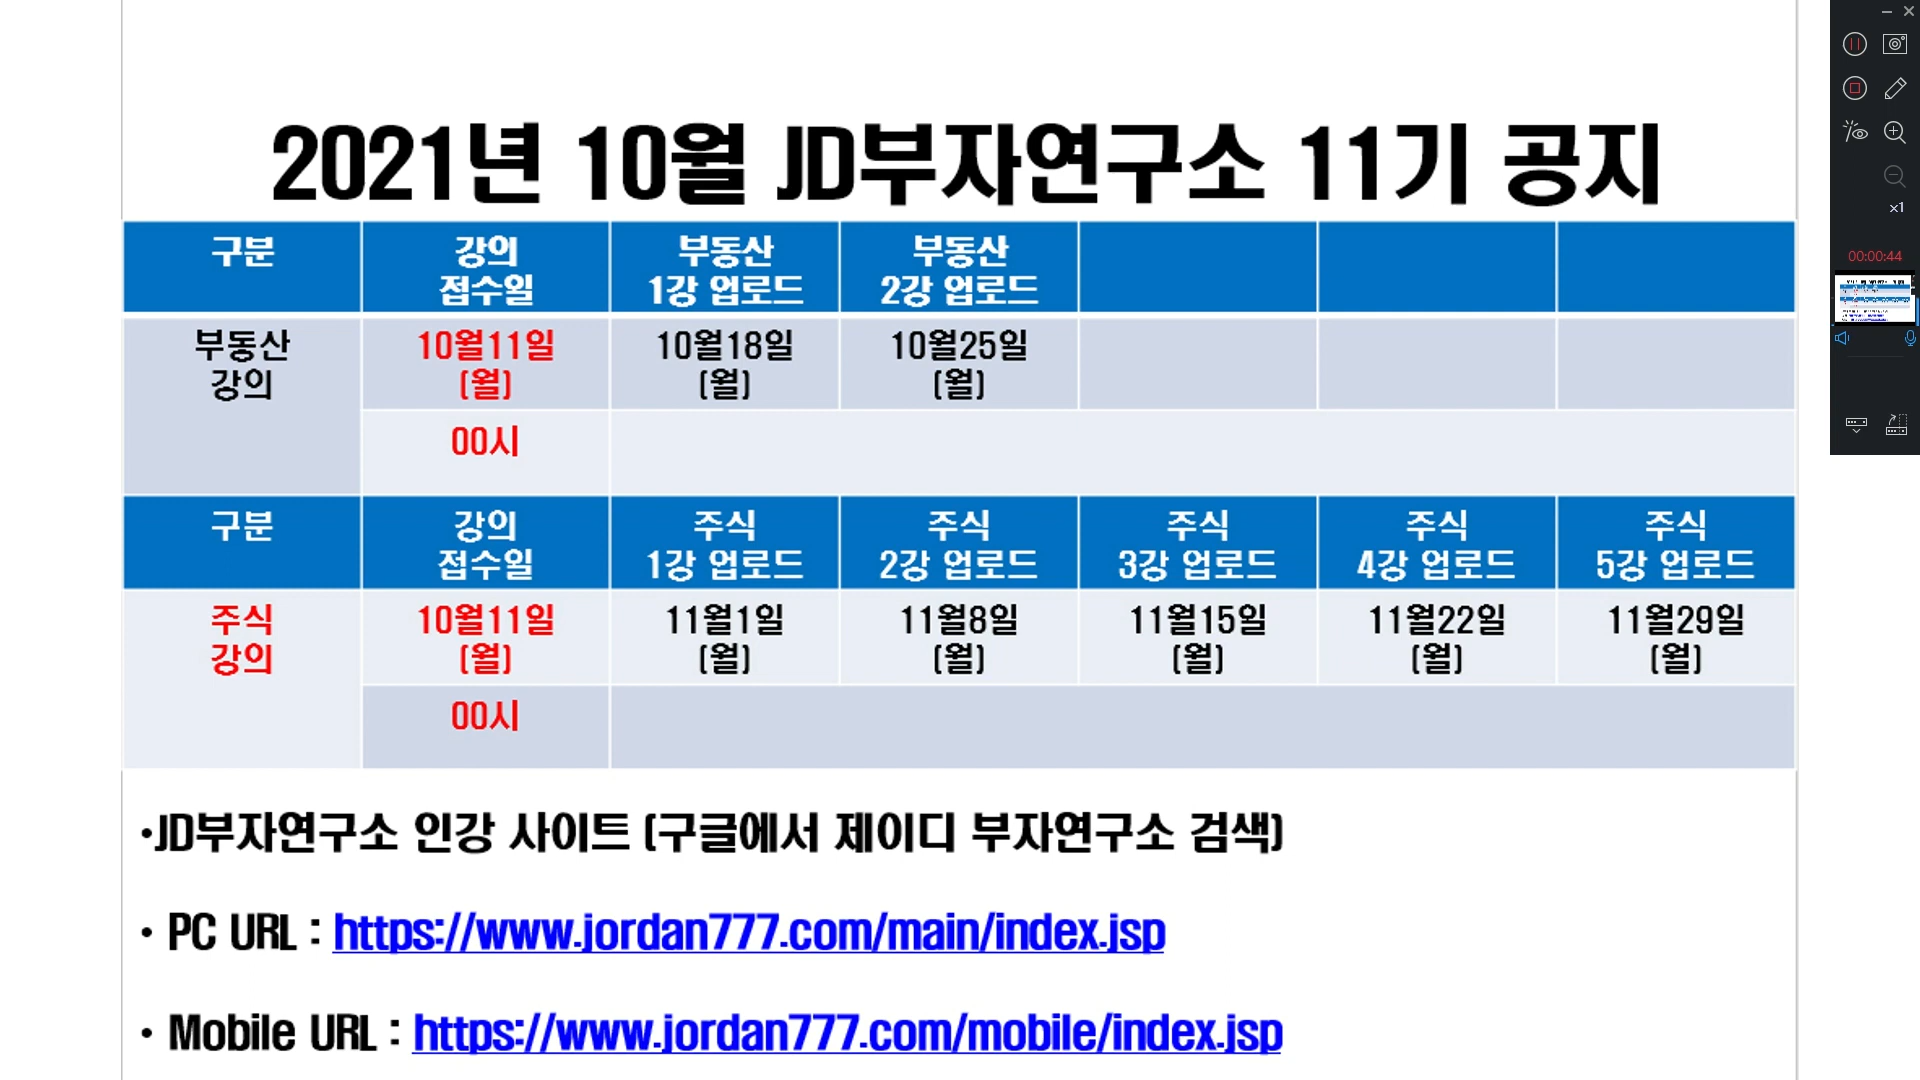 2021년 10월 JD부자연구소 11기 공지
구분
강의
접수일
부동산
1강 업로드
부동산
2강 업로드
부동산
강의
10월11일
(월)
10월18일
(월)
10월25일
(월)
00시
구분
강의
접수일
주식
1강 업로드
주식
2강 업로드
주식
3강 업로드
주식
4강 업로드
주식
5강 업로드
주식
강의
10월11일
(월)
11월1일
(월)
11월8일
(월)
11월15일
(월)
11월22일
(월)
11월29일
(월)
00시
•JD부자연구소 인강 사이트 (구글에서 제이디 부자연구소 검색)
• PC URL : https://www.jordan777.com/main/index.jsp
• Mobile URL : https://www.jordan777.com/mobile/index.jsp
x1
00:00:44